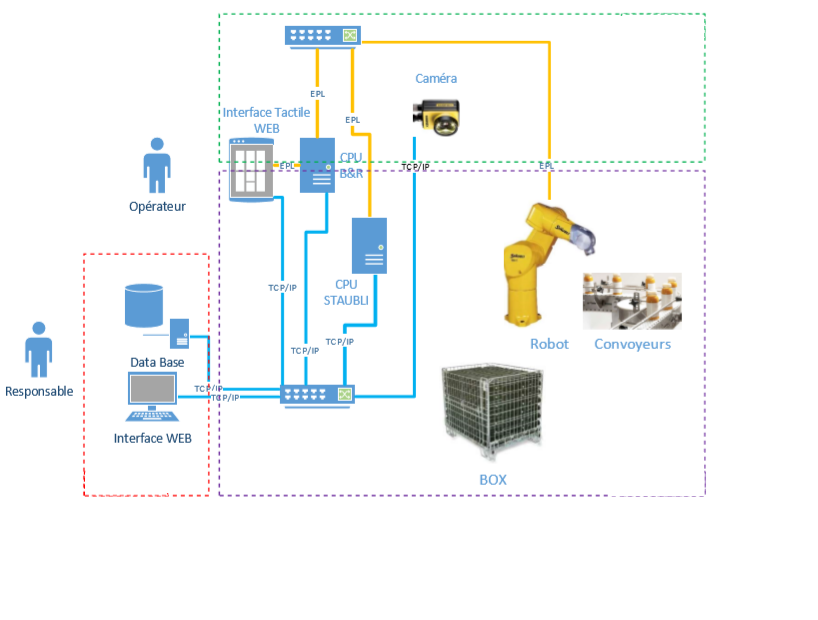 Caméra
EPL
Interface Tactile
WEB
EPL
CPU
B&R
EPL
TCP/IP
EPL
Opérateur
CPU
STAUBLI
TCP/IP
TCP/IP
TCP/IP
Robot
Convoyeurs
Data Base
Responsable
TCP/IP
TCP/IP
Interface WEB
BOX